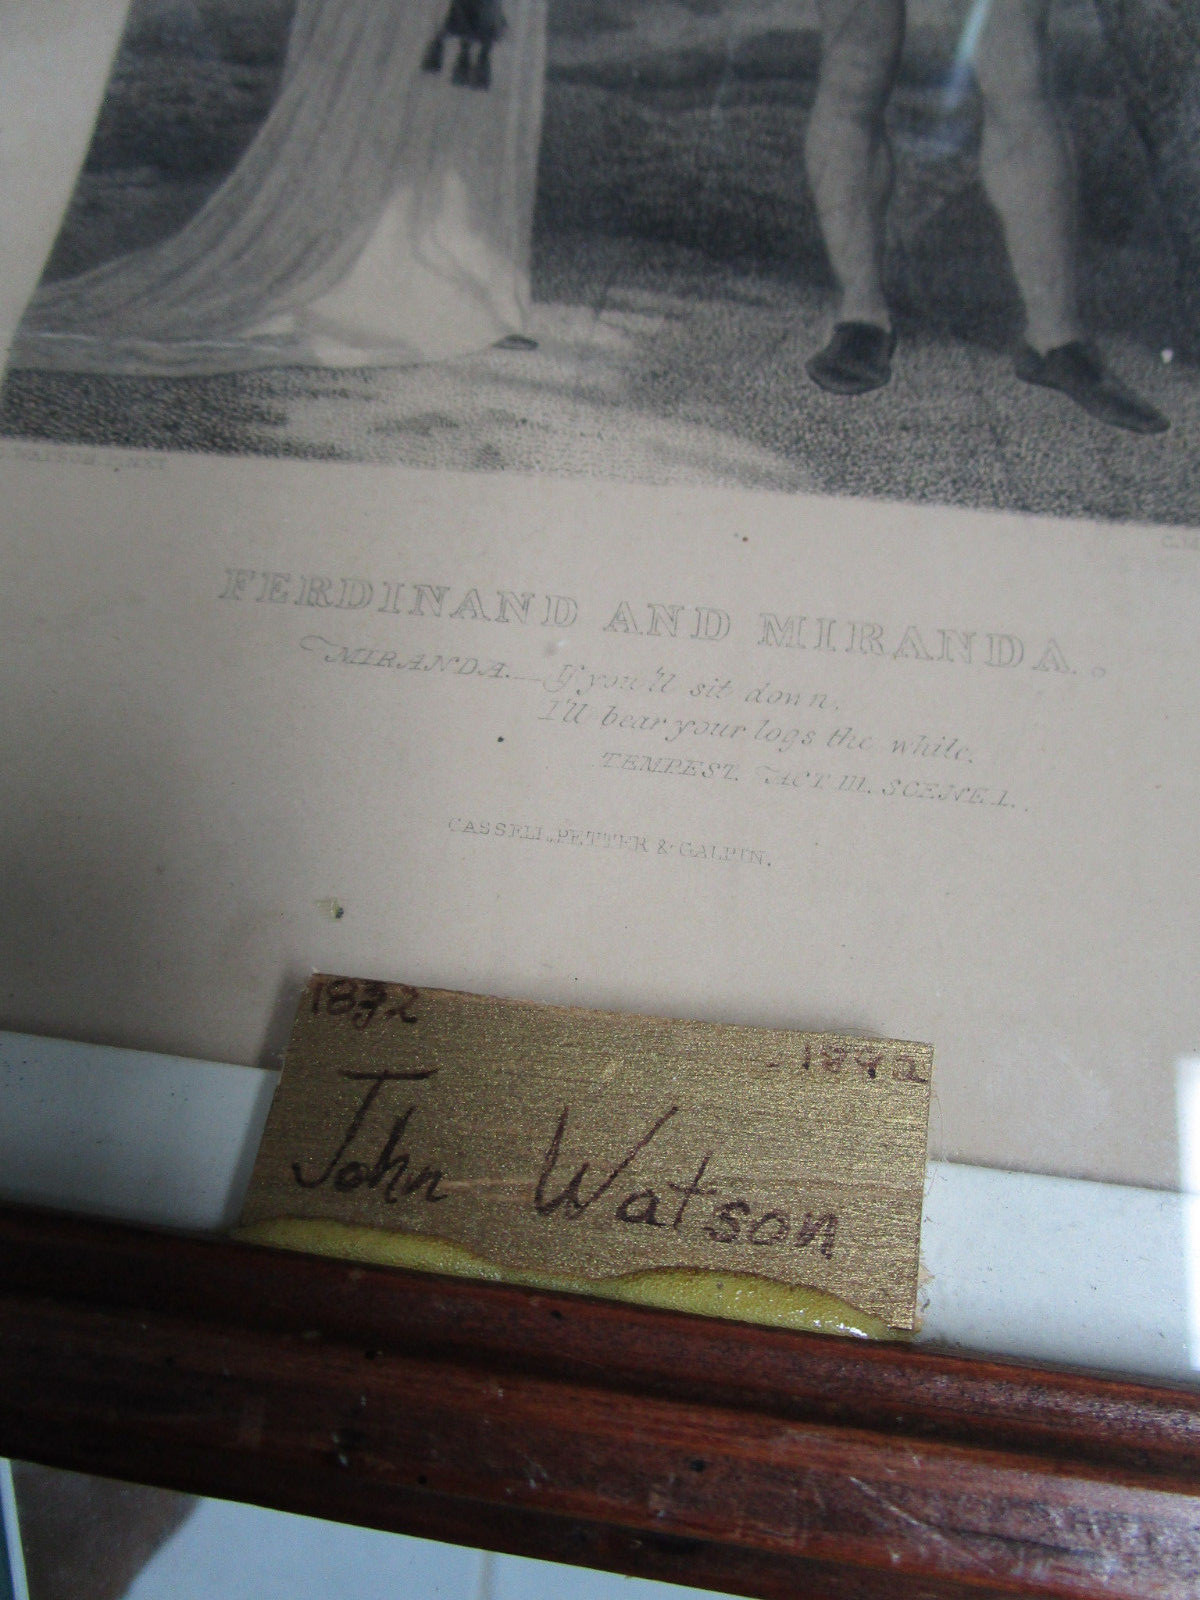 FERDINAND AND MIRANDA.
MIRANDA.—If you'll sit down,
I'll bear your logs the while.
TEMPEST. ACT III. SCENE 1.
CASSELL, PETTER & GALPIN.
1832
John Watson